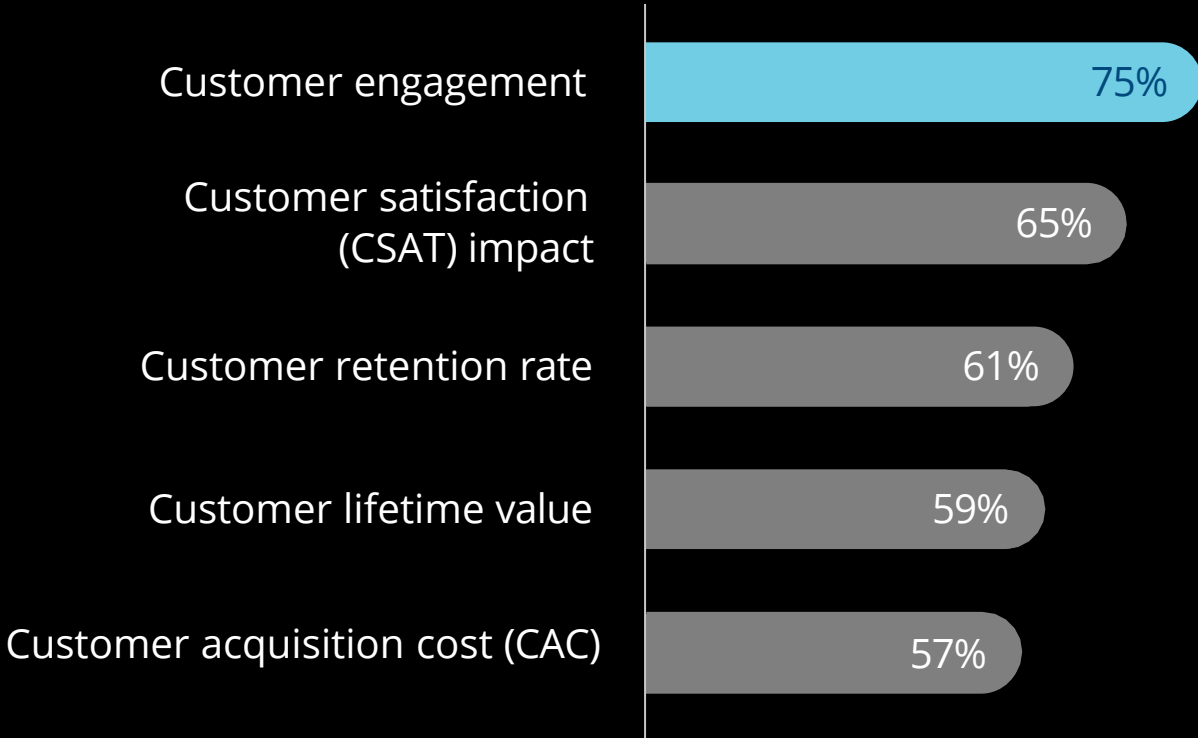 Customer engagement
75%
Customer satisfaction
(CSAT) impact
65%
Customer retention rate
61%
Customer lifetime value
59%
Customer acquisition cost (CAC)
57%